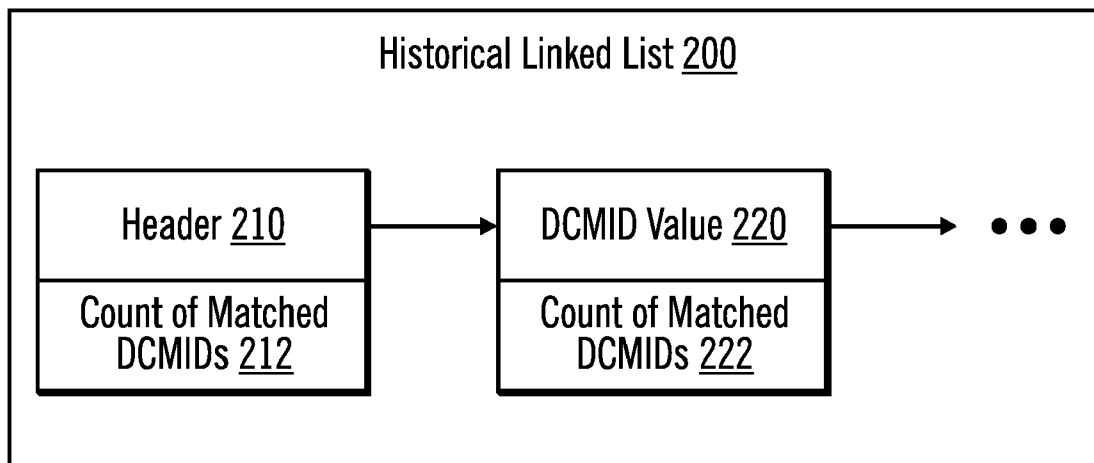 Historical Linked List 200
Header 210
Count of Matched
DCMIDs 212
DCMID Value 220
Count of Matched
DCMIDs 222